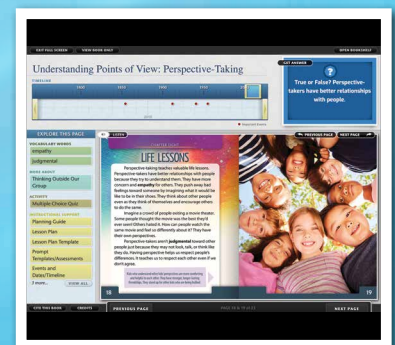 EXIT FULL SCREEN
VIEW BOOK ONLY
OPEN BOOKSHELF
Understanding Points of View: Perspective-Taking
TIMELINE
GET ANSWER
?
True or False? Perspective-
takers have better relationships
with people.
EXPLORE THIS PAGE
VOCABULARY WORDS
empathy
judgmental
MORE ABOUT
Thinking Outside Our
Group
ACTIVITY
Multiple Choice Quiz
INSTRUCTIONAL SUPPORT
Planning Guide
Lesson Plan
Lesson Plan Template
Prompt
Templates/Assessments
Events and
Dates/Timeline
2 more...
VIEW ALL
LISTEN
PREVIOUS PAGE
NEXT PAGE
CHAPTER EIGHT
LIFE LESSONS
Perspective-taking teaches valuable life lessons.
Perspective-takers have better relationships with people
because they try to understand them. They have more
concern and empathy for others. They push away bad
feelings toward someone by imagining what it would be
like to be in their shoes. They think about other people
even as they think of themselves and encourage others
to do the same.
Imagine a crowd of people exiting a movie theater.
Some people thought the movie was the best they'd
ever seen! Others hated it. How can people watch the
same movie and feel so differently about it? They have
their own perspectives.
Perspective-takers aren't judgmental toward other
people just because they may not look, talk, or think like
they do. Having perspective helps us respect people's
differences. It teaches us to respect each other even if we
don't agree.
18
19
CITE THIS BOOK
CREDITS
PREVIOUS PAGE
NEXT PAGE